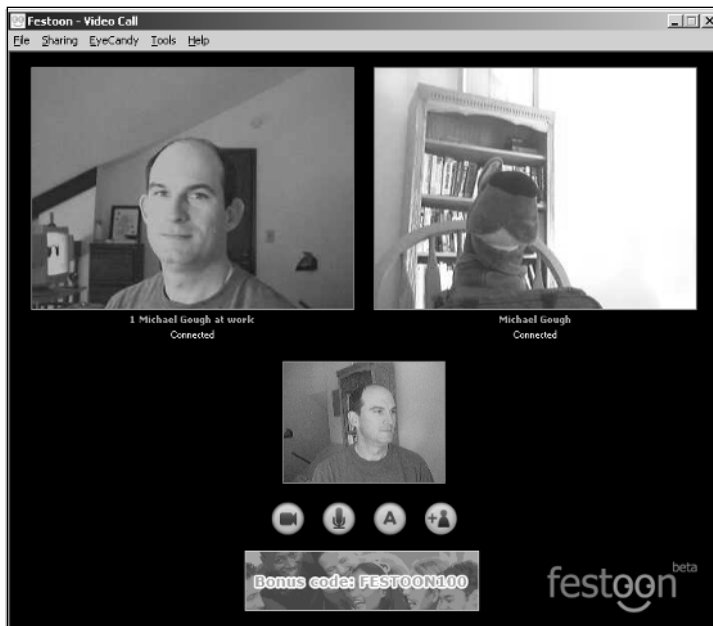 Festoon - Video Call
File Sharing EyeCandy Tools Help
1 Michael Gough at work
Connected
Michael Gough
Connected
A
Bonus code: FESTOON100
festoon beta